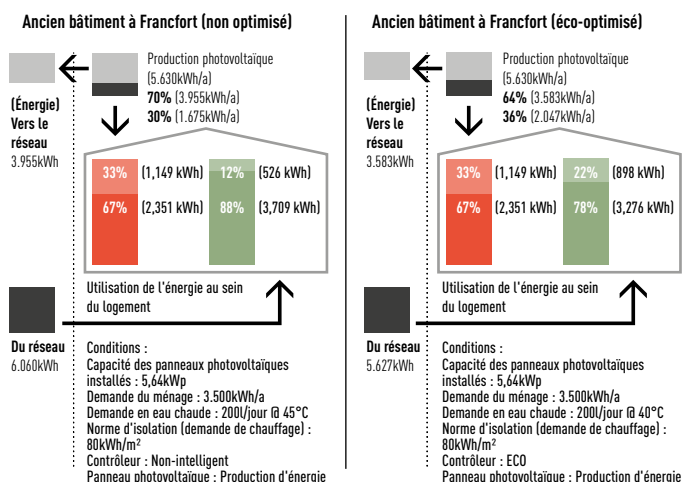 Ancien bâtiment à Francfort (non optimisé)
Production photovoltaïque
(5.630kWh/a)
70% (3.955kWh/a)
30% (1.675kWh/a)
(Énergie)
Vers le
réseau
3.955kWh
33% (1,149 kWh) 12% (526 kWh)
67% (2,351 kWh) 88% (3,709 kWh)
Utilisation de l'énergie au sein
du logement
Du réseau
6.060kWh
Conditions :
Capacité des panneaux photovoltaïques
installés : 5,64kWp
Demande du ménage : 3.500kWh/a
Demande en eau chaude : 200l/jour @ 45°C
Norme d'isolation (demande de chauffage) :
80kWh/m²
Contrôleur : Non-intelligent
Panneau photovoltaïque : Production d'énergie
Ancien bâtiment à Francfort (éco-optimisé)
Production photovoltaïque
(5.630kWh/a)
64% (3.583kWh/a)
36% (2.047kWh/a)
(Énergie)
Vers le
réseau
3.583kWh
33% (1,149 kWh) 22% (898 kWh)
67% (2,351 kWh) 78% (3,276 kWh)
Utilisation de l'énergie au sein
du logement
Du réseau
5.627kWh
Conditions :
Capacité des panneaux photovoltaïques
installés : 5,64kWp
Demande du ménage : 3.500kWh/a
Demande en eau chaude : 200l/jour @ 40°C
Norme d'isolation (demande de chauffage) :
80kWh/m²
Contrôleur : ECO
Panneau photovoltaïque : Production d'énergie